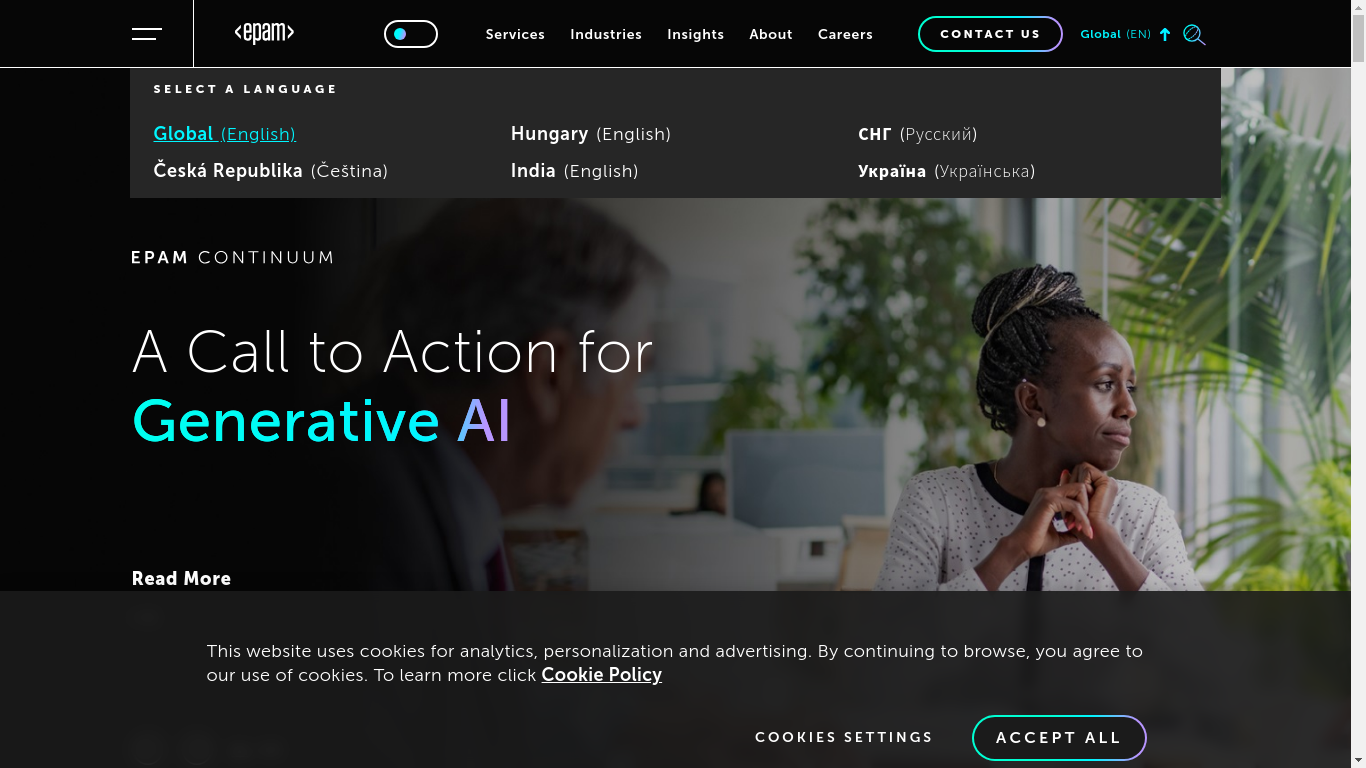 <epam>
Services Industries Insights About Careers CONTACT US Global (EN)
SELECT A LANGUAGE
Global (English) Hungary (English) СНГ (Русский)
Česká Republika (Čeština) India (English) Україна (Українська)
EPAM CONTINUUM
A Call to Action for
Generative AI
Read More
This website uses cookies for analytics, personalization and advertising. By continuing to browse, you agree to
our use of cookies. To learn more click Cookie Policy
COOKIES SETTINGS ACCEPT ALL